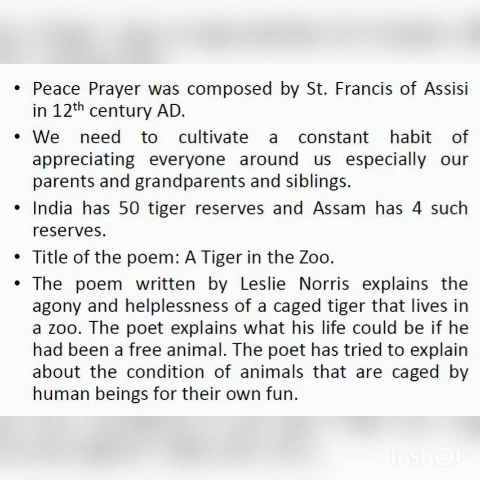 • Peace Prayer was composed by St. Francis of Assisi
in 12th century AD.
• We need to cultivate a constant habit of
appreciating everyone around us especially our
parents and grandparents and siblings.
• India has 50 tiger reserves and Assam has 4 such
reserves.
• Title of the poem: A Tiger in the Zoo.
• The poem written by Leslie Norris explains the
agony and helplessness of a caged tiger that lives in
a zoo. The poet explains what his life could be if he
had been a free animal. The poet has tried to explain
about the condition of animals that are caged by
human beings for their own fun.
InShot